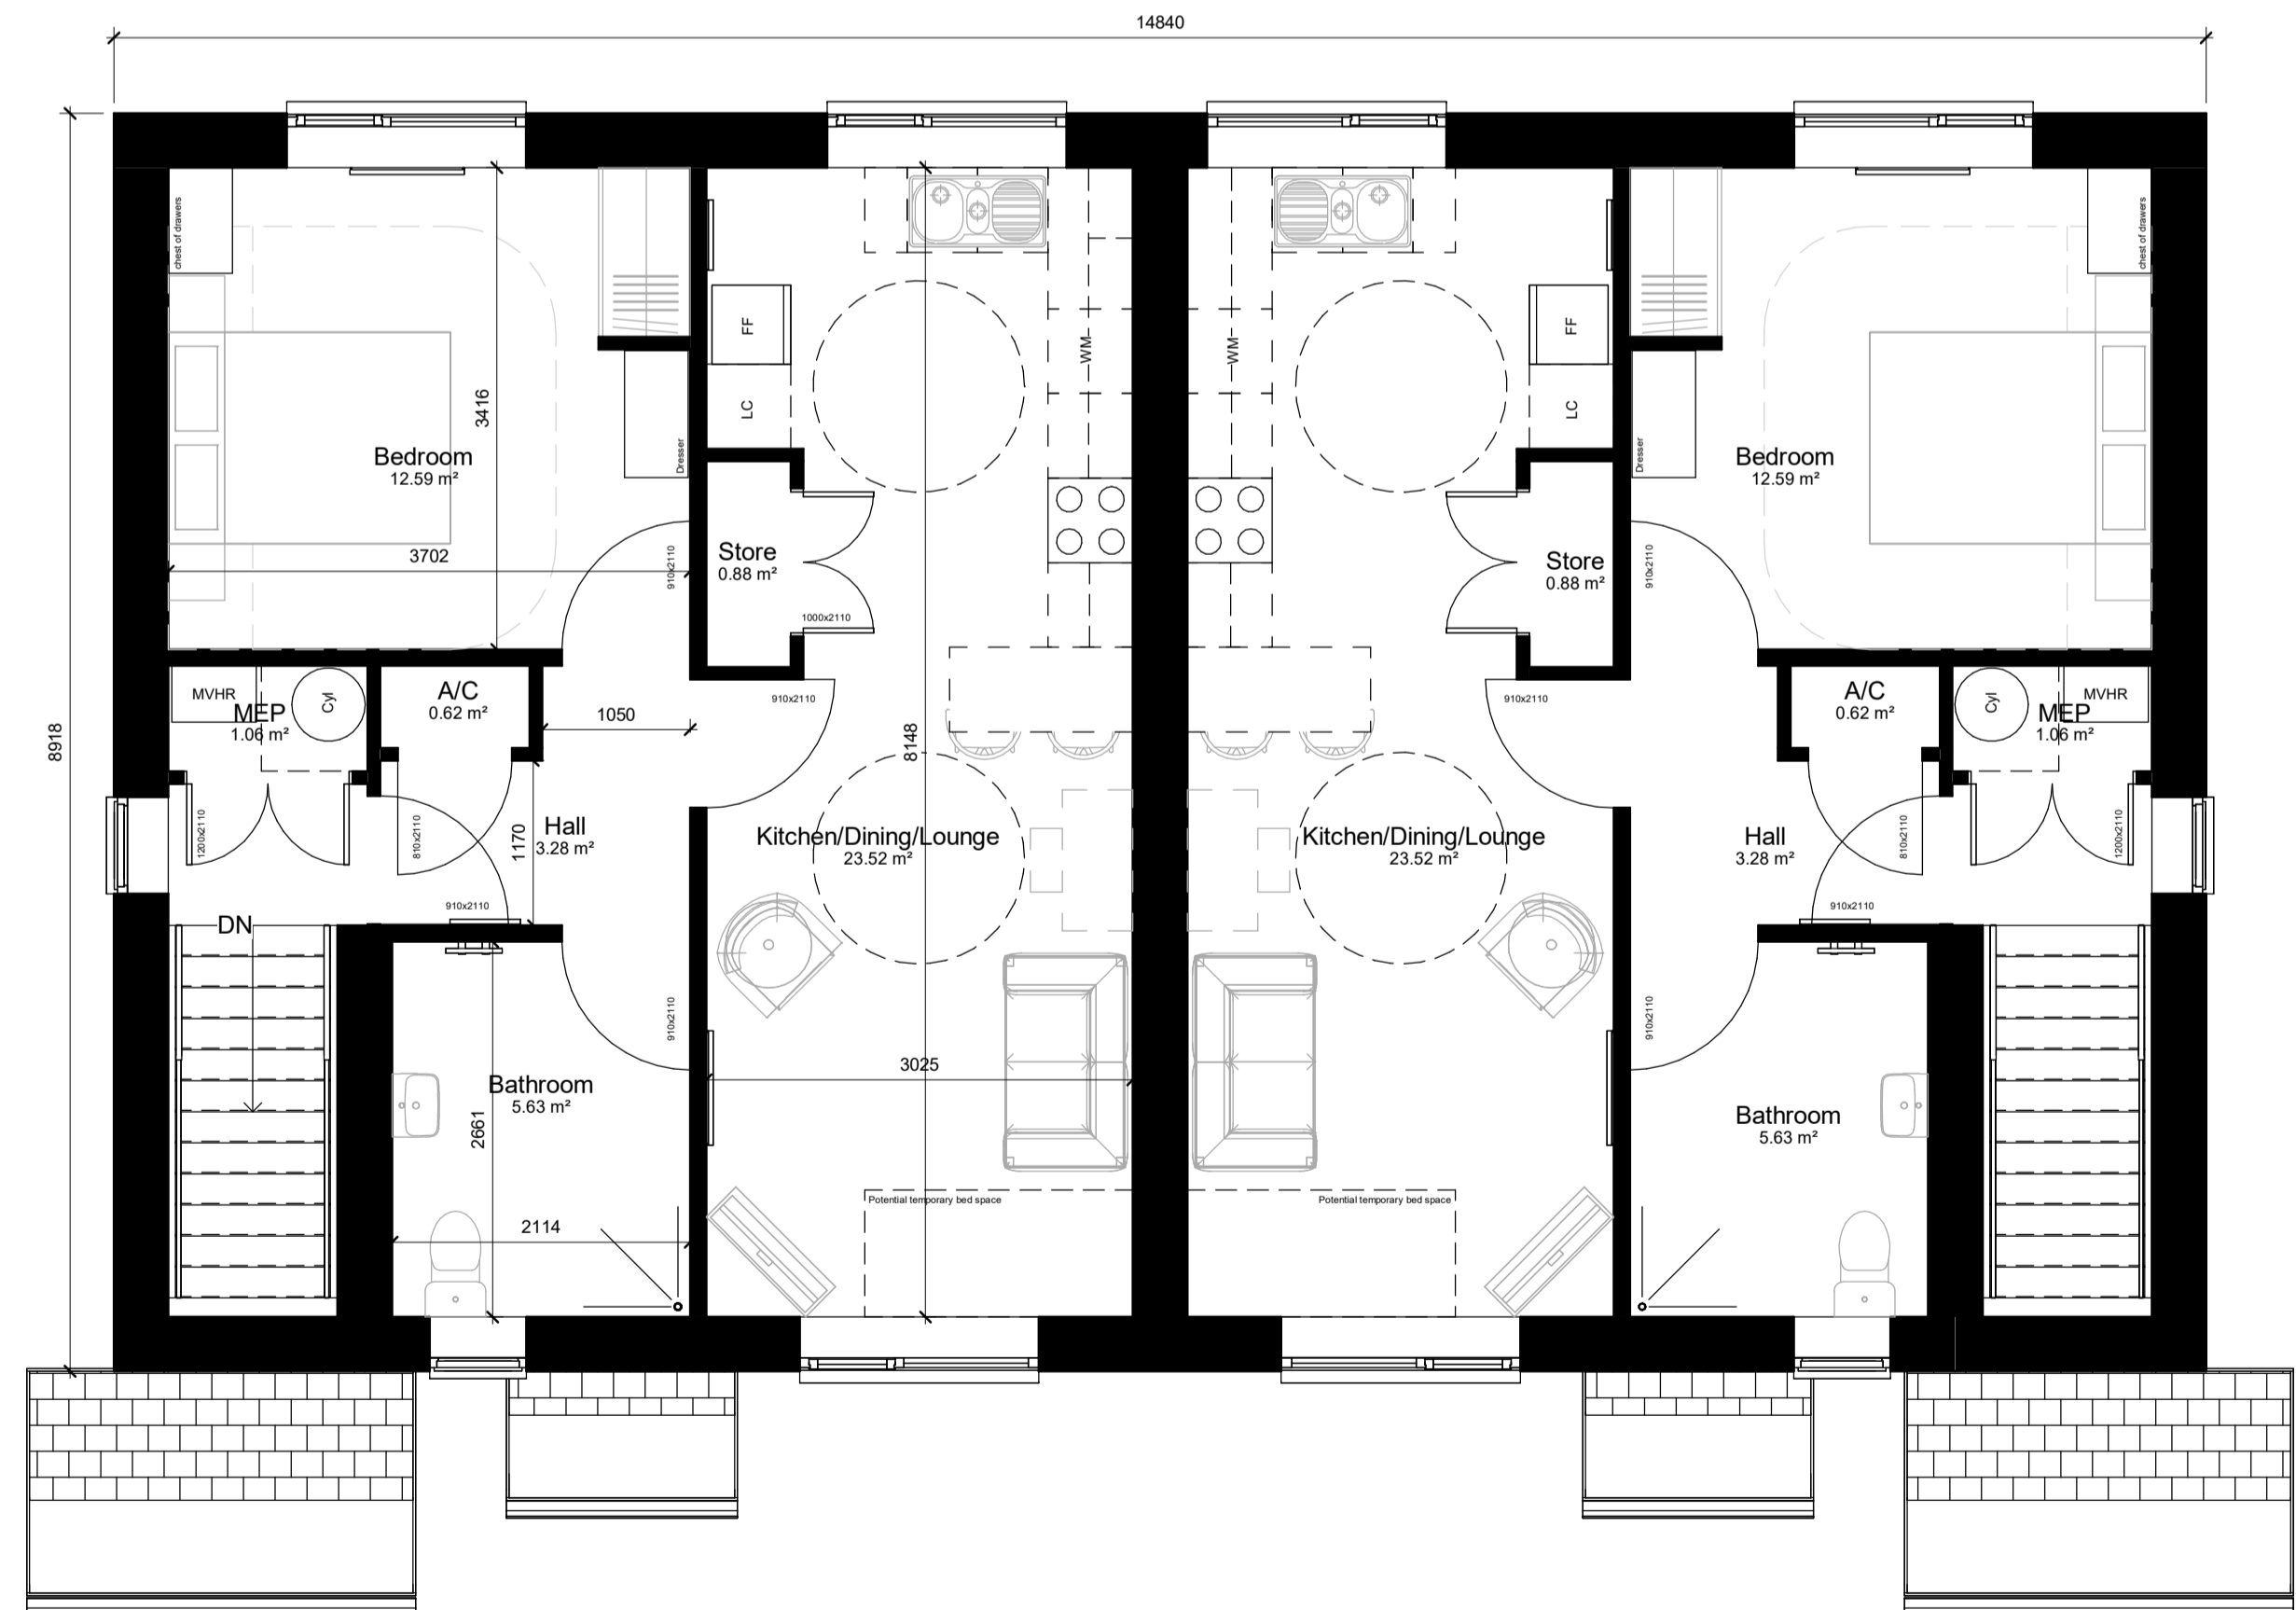 14840
8918
chest of drawers
3416
Bedroom
12.59 m²
3702
Dresser
910x2110
FF
LC
WM
Store
0.88 m²
1000x2110
910x2110
8148
WM
FF
LC
Store
0.88 m²
910x2110
910x2110
Dresser
Bedroom
12.59 m²
chest of drawers
MVHR
MEP
1.06 m²
Cyl
A/C
0.62 m²
1050
1200x2110
810x2110
1170
Hall
3.28 m²
910x2110
DN
Kitchen/Dining/Lounge
23.52 m²
Kitchen/Dining/Lounge
23.52 m²
Hall
3.28 m²
A/C
0.62 m²
Cyl
MVHR
MEP
1.06 m²
810x2110
1200x2110
910x2110
910x2110
Bathroom
5.63 m²
2661
2114
3025
Potential temporary bed space
Potential temporary bed space
910x2110
Bathroom
5.63 m²